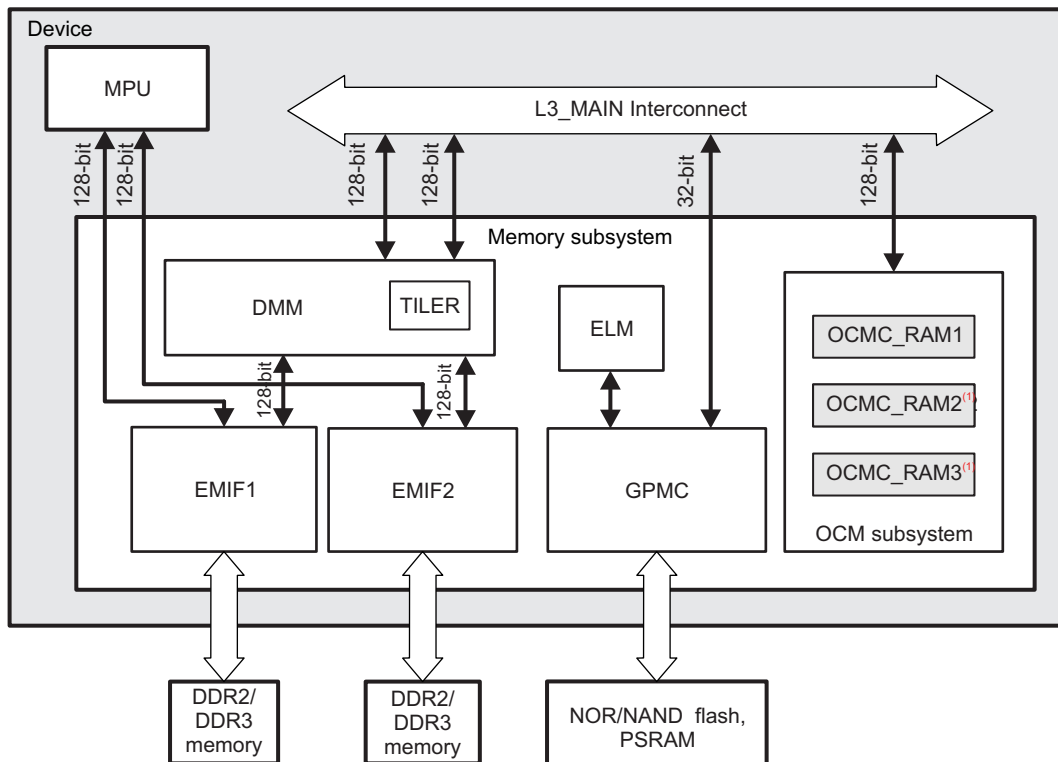 Device
MPU
L3_MAIN Interconnect
128-bit
128-bit
128-bit
128-bit
32-bit
128-bit
Memory subsystem
DMM
TILER
ELM
OCMC_RAM1
OCMC_RAM2(1)
OCMC_RAM3(1)
OCM subsystem
128-bit
128-bit
EMIF1
EMIF2
GPMC
DDR2/
DDR3
memory
DDR2/
DDR3
memory
NOR/NAND flash,
PSRAM